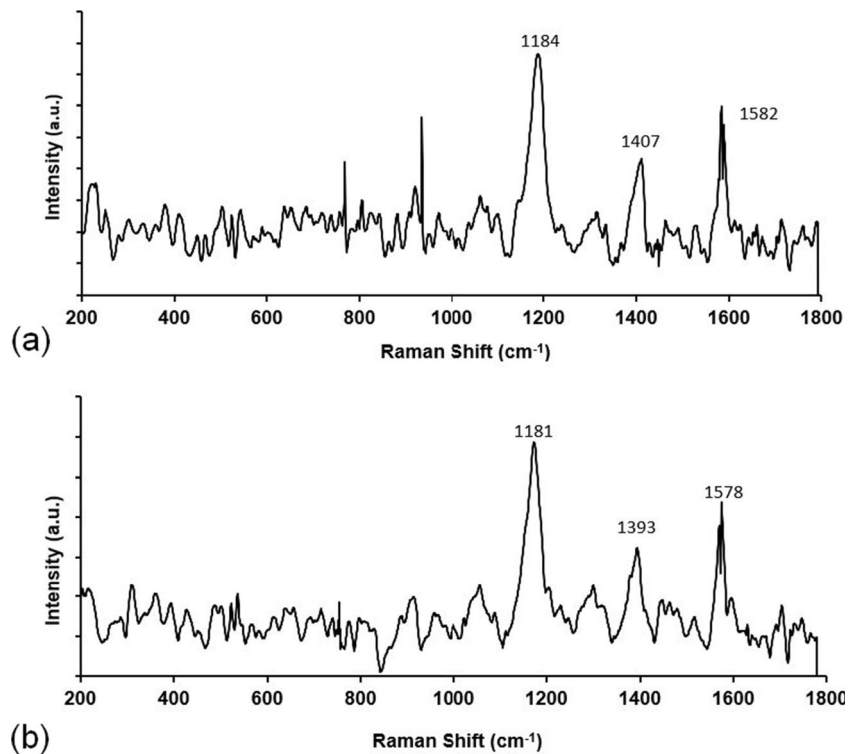 1184
1582
1407
Intensity (a.u.)
200 400 600 800 1000 1200 1400 1600 1800
(a)
Raman Shift (cm-1)
1181
1578
1393
Intensity (a.u.)
200 400 600 800 1000 1200 1400 1600 1800
(b)
Raman Shift (cm-1)